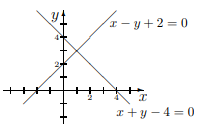 y
x − y + 2 = 0
4
2
2
4
x
x + y − 4 = 0